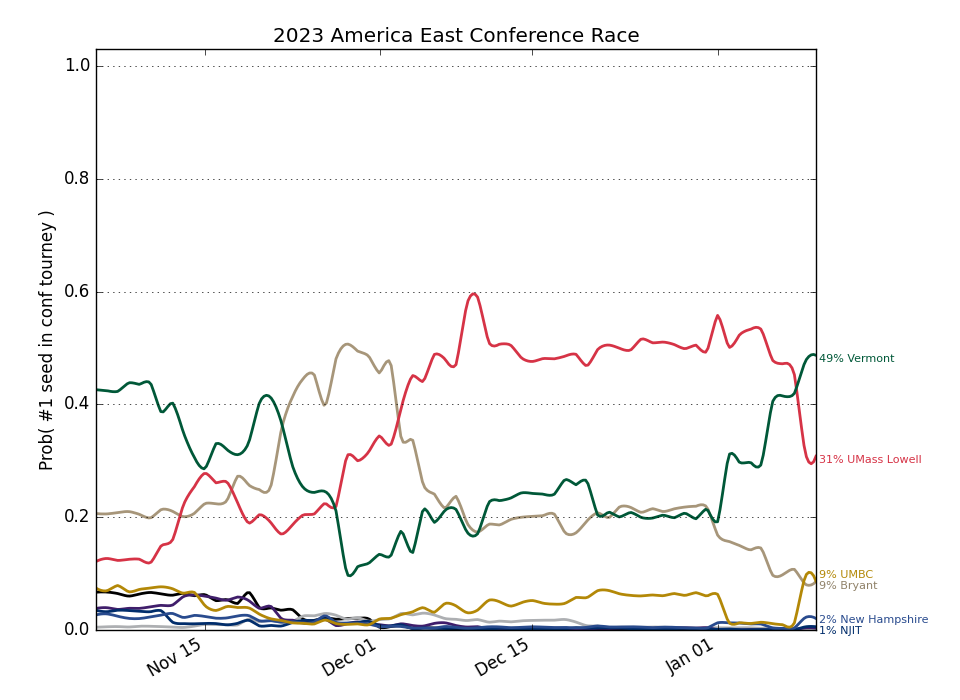 2023 America East Conference Race
Prob( #1 seed in conf tourney )
1.0
0.8
0.6
0.4
0.2
0.0
Nov 15
Dec 01
Dec 15
Jan 01
49% Vermont
31% UMass Lowell
9% UMBC
9% Bryant
2% New Hampshire
1% NJIT